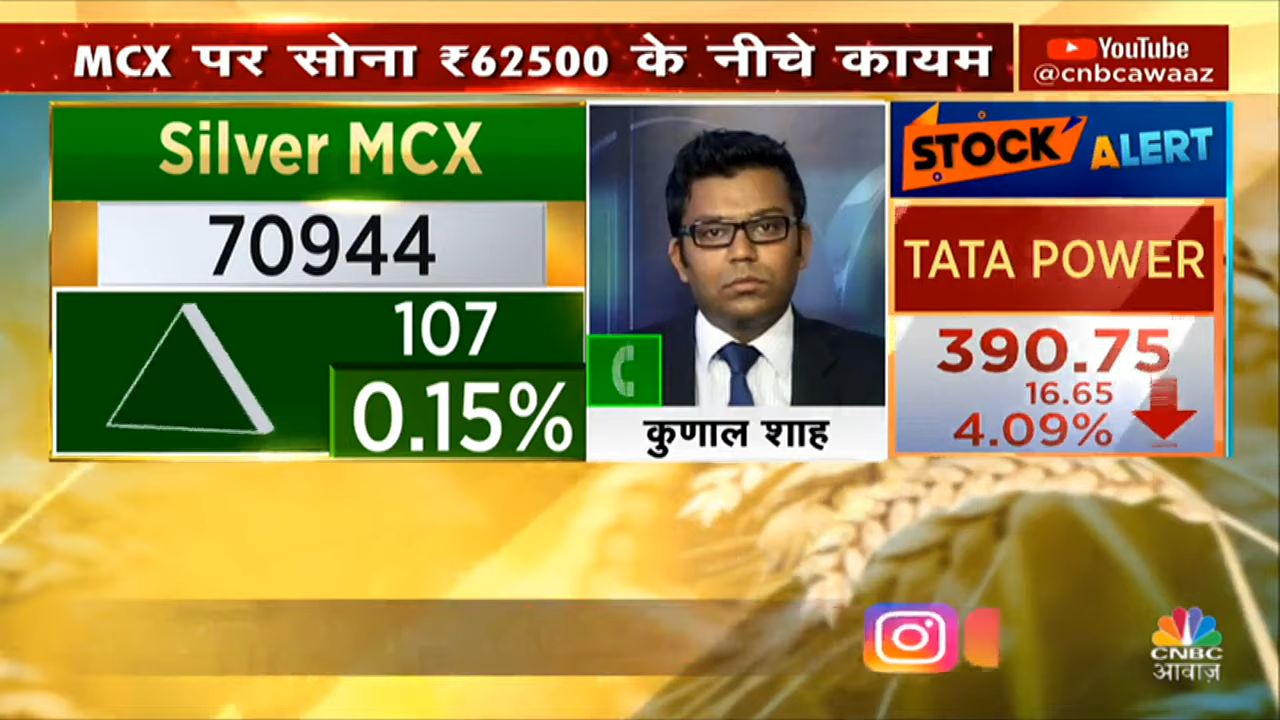 MCX पर सोना ₹62500 के नीचे कायम
YouTube
@cnbcawaaz
Silver MCX
70944
107
0.15%
कुणाल शाह
STOCK ALERT
TATA POWER
390.75
16.65
4.09%
CNBC
आवाज़